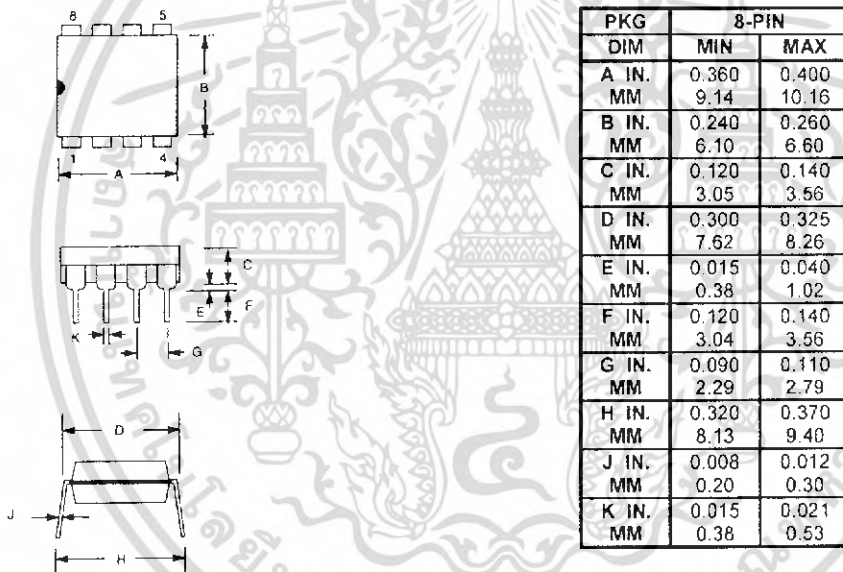 8 5
B
1 4
A
C
E F
K
G
D
J
H
PKG 8-PIN
DIM MIN MAX
A IN. 0.360 0.400
MM 9.14 10.16
B IN. 0.240 0.260
MM 6.10 6.60
C IN. 0.120 0.140
MM 3.05 3.56
D IN. 0.300 0.325
MM 7.62 8.26
E IN. 0.015 0.040
MM 0.38 1.02
F IN. 0.120 0.140
MM 3.04 3.56
G IN. 0.090 0.110
MM 2.29 2.79
H IN. 0.320 0.370
MM 8.13 9.40
J IN. 0.008 0.012
MM 0.20 0.30
K IN. 0.015 0.021
MM 0.38 0.53